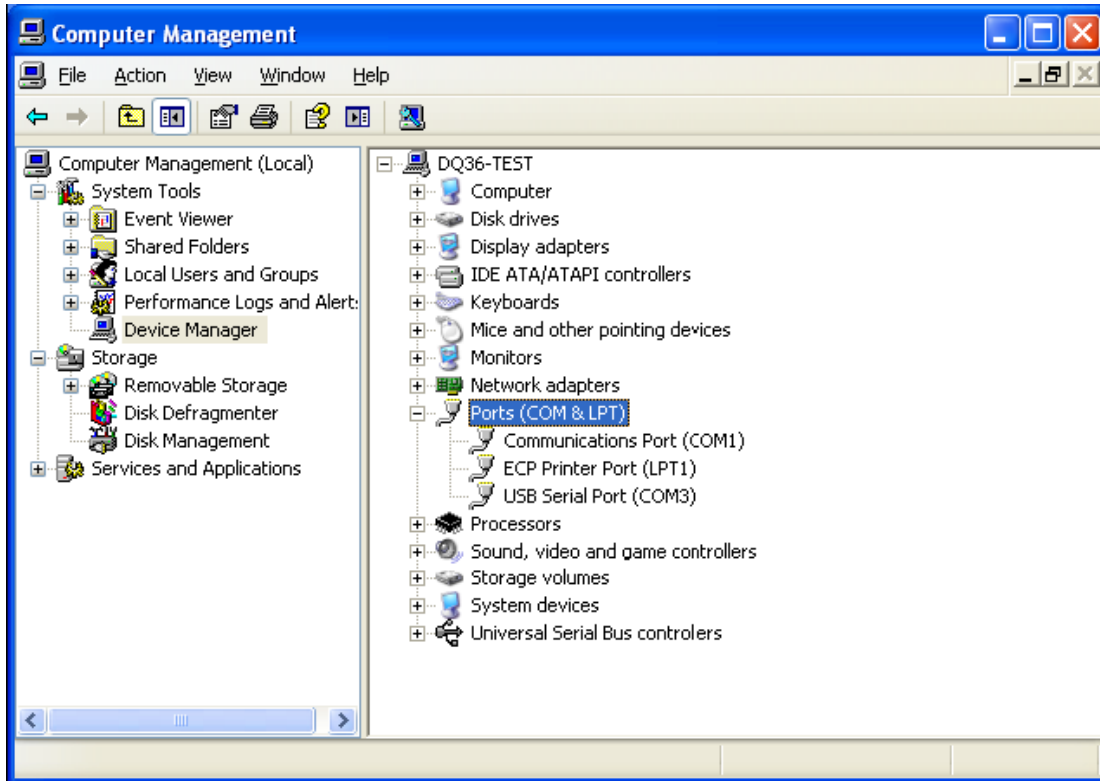 Computer Management
File Action View Window Help
Computer Management (Local)
System Tools
Event Viewer
Shared Folders
Local Users and Groups
Performance Logs and Alert:
Device Manager
Storage
Removable Storage
Disk Defragmenter
Disk Management
Services and Applications
DQ36-TEST
Computer
Disk drives
Display adapters
IDE ATA/ATAPI controllers
Keyboards
Mice and other pointing devices
Monitors
Network adapters
Ports (COM & LPT)
Communications Port (COM1)
ECP Printer Port (LPT1)
USB Serial Port (COM3)
Processors
Sound, video and game controllers
Storage volumes
System devices
Universal Serial Bus controlers